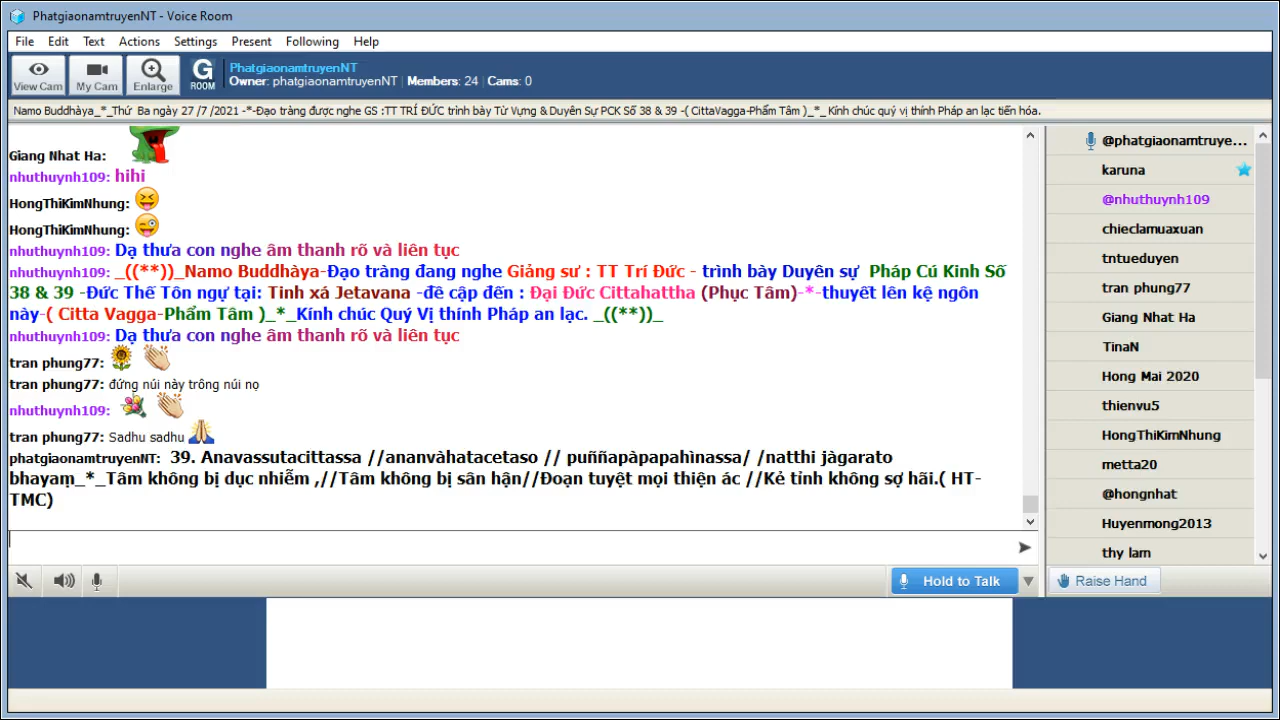 PhatgiaonamtruyenNT - Voice Room
File Edit Text Actions Settings Present Following Help
View Cam My Cam Enlarge G ROOM
PhatgiaonamtruyenNT
Owner: phatgiaonamtruyenNT Members: 24 Cams: 0
Namo Buddhàya_*_Thứ Ba ngày 27 /7 /2021 -*-Đạo tràng được nghe GS :TT TRÍ ĐỨC trình bày Từ Vựng & Duyên Sự PCK Số 38 & 39 -( CittaVagga-Phẩm Tâm )_*_ Kính chúc quý vị thính Pháp an lạc tiến hóa.
Giang Nhat Ha:
nhuthuynh109: hihi
HongThiKimNhung:
HongThiKimNhung:
nhuthuynh109: Dạ thưa con nghe âm thanh rõ và liên tục
nhuthuynh109: _((**))_Namo Buddhàya-Đạo tràng đang nghe Giảng sư : TT Trí Đức - trình bày Duyên sự Pháp Cú Kinh Số
38 & 39 -Đức Thế Tôn ngự tại: Tinh xá Jetavana -đề cập đến : Đại Đức Cittahattha (Phục Tâm)-*-thuyết lên kệ ngôn
này-( Citta Vagga-Phẩm Tâm )_*_Kính chúc Quý Vị thính Pháp an lạc. _((**))_
nhuthuynh109: Dạ thưa con nghe âm thanh rõ và liên tục
tran phung77:
tran phung77: đứng núi này trông núi nọ
nhuthuynh109:
tran phung77: Sadhu sadhu
phatgiaonamtruyenNT: 39. Anavassutacittassa //ananvàhatacetaso // puññapàpapahìnassa/ /natthi jàgarato
bhayaṃ_*_Tâm không bị dục nhiễm ,//Tâm không bị sân hận//Đoạn tuyệt mọi thiện ác //Kẻ tỉnh không sợ hãi.( HT-
TMC)
@phatgiaonamtruye...
karuna
@nhuthuynh109
chieclamuaxuan
tntueduyen
tran phung77
Giang Nhat Ha
TinaN
Hong Mai 2020
thienvu5
HongThiKimNhung
metta20
@hongnhat
Huyenmong2013
thy lam
Hold to Talk
Raise Hand